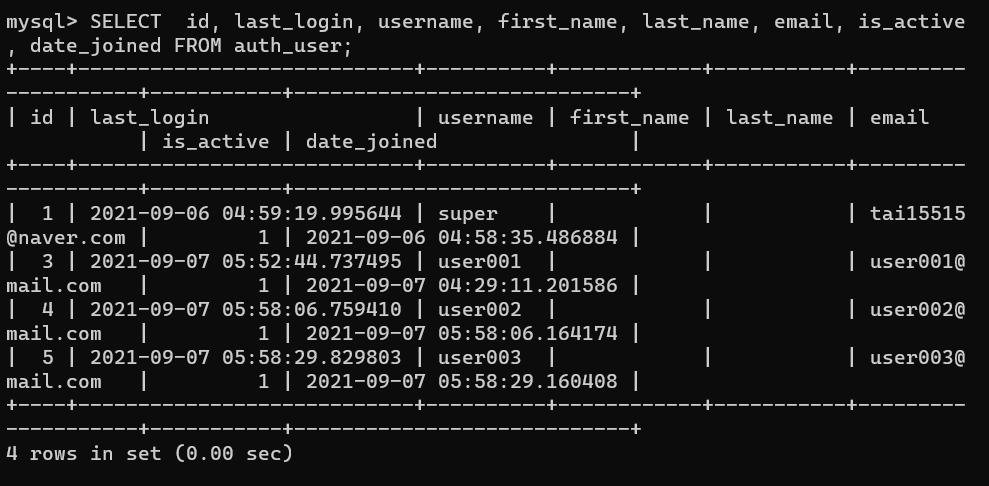 mysql> SELECT  id, last_login, username, first_name, last_name, email, is_active
, date_joined FROM auth_user;
+----+----------------------------+----------+------------+-----------+---------
-----------+-----------+----------------------------+
| id | last_login                 | username | first_name | last_name | email
           | is_active | date_joined                |
+----+----------------------------+----------+------------+-----------+---------
-----------+-----------+----------------------------+
|  1 | 2021-09-06 04:59:19.995644 | super    |            |           | tai15515
@naver.com |         1 | 2021-09-06 04:58:35.486884 |
|  3 | 2021-09-07 05:52:44.737495 | user001  |            |           | user001@
mail.com   |         1 | 2021-09-07 04:29:11.201586 |
|  4 | 2021-09-07 05:58:06.759410 | user002  |            |           | user002@
mail.com   |         1 | 2021-09-07 05:58:06.164174 |
|  5 | 2021-09-07 05:58:29.829803 | user003  |            |           | user003@
mail.com   |         1 | 2021-09-07 05:58:29.160408 |
+----+----------------------------+----------+------------+-----------+---------
-----------+-----------+----------------------------+
4 rows in set (0.00 sec)